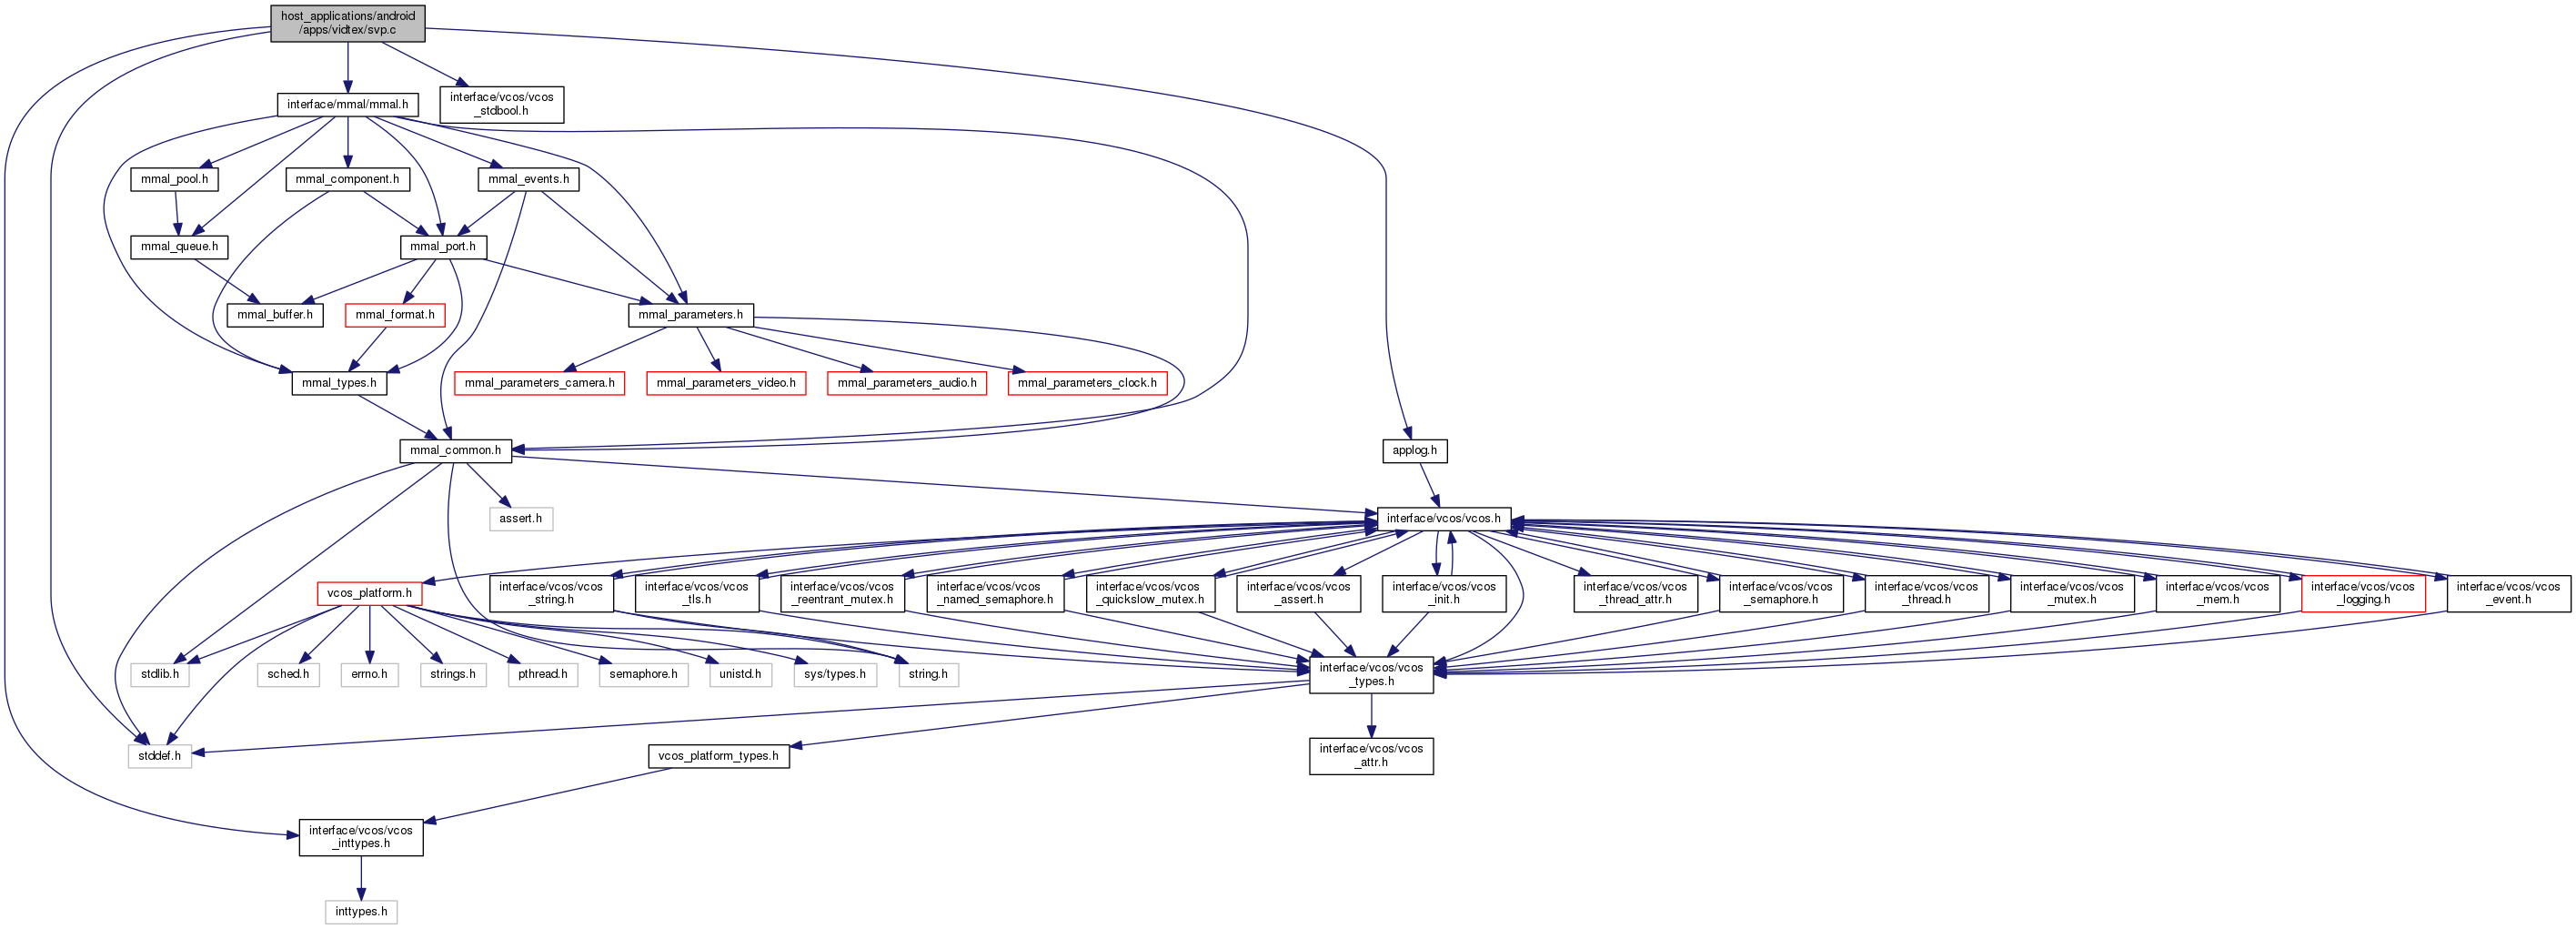 host_applications/android
/apps/vidtex/svp.c
interface/mmal/mmal.h
interface/vcos/vcos
_stdbool.h
mmal_pool.h
mmal_component.h
mmal_events.h
mmal_queue.h
mmal_port.h
mmal_buffer.h
mmal_format.h
mmal_parameters.h
mmal_types.h
mmal_parameters_camera.h
mmal_parameters_video.h
mmal_parameters_audio.h
mmal_parameters_clock.h
mmal_common.h
applog.h
assert.h
interface/vcos/vcos.h
vcos_platform.h
interface/vcos/vcos
_string.h
interface/vcos/vcos
_tls.h
interface/vcos/vcos
_reentrant_mutex.h
interface/vcos/vcos
_named_semaphore.h
interface/vcos/vcos
_quickslow_mutex.h
interface/vcos/vcos
_assert.h
interface/vcos/vcos
_init.h
interface/vcos/vcos
_thread_attr.h
interface/vcos/vcos
_semaphore.h
interface/vcos/vcos
_thread.h
interface/vcos/vcos
_mutex.h
interface/vcos/vcos
_mem.h
interface/vcos/vcos
_logging.h
interface/vcos/vcos
_event.h
stdlib.h
sched.h
errno.h
strings.h
pthread.h
semaphore.h
unistd.h
sys/types.h
string.h
interface/vcos/vcos
_types.h
stddef.h
vcos_platform_types.h
interface/vcos/vcos
_attr.h
interface/vcos/vcos
_inttypes.h
inttypes.h